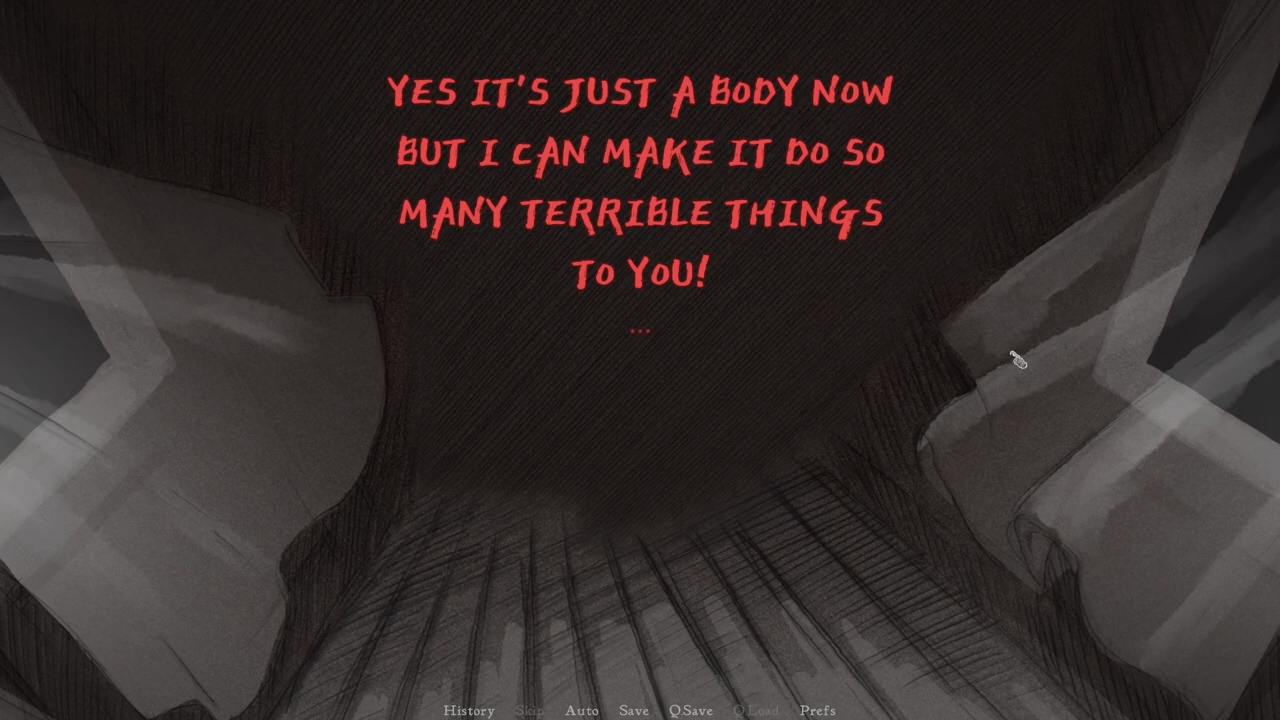 YES IT'S JUST A BODY NOW
BUT I CAN MAKE IT DO SO
MANY TERRIBLE THINGS
TO YOU!
...
History Skip Auto Save Q.Save Q.Load Prefs